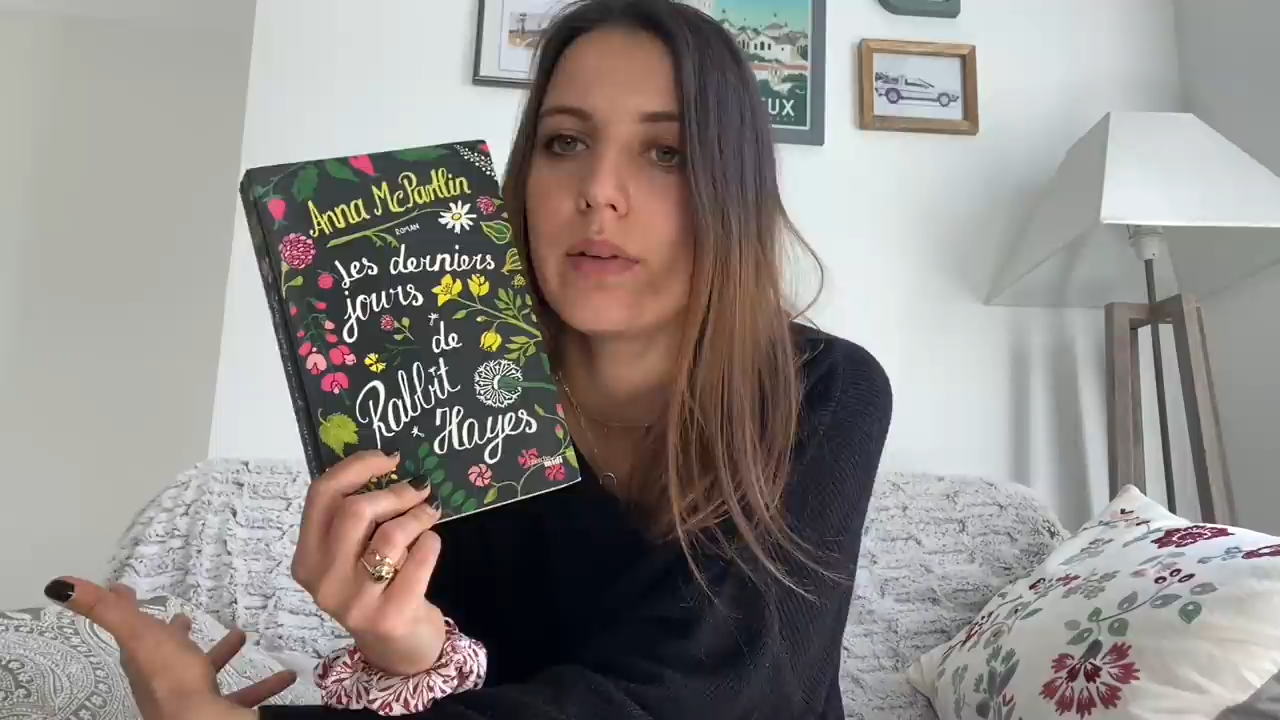 Anna McPartlin
ROMAN
Les derniers
jours
de
Rabbit
Hayes
UX